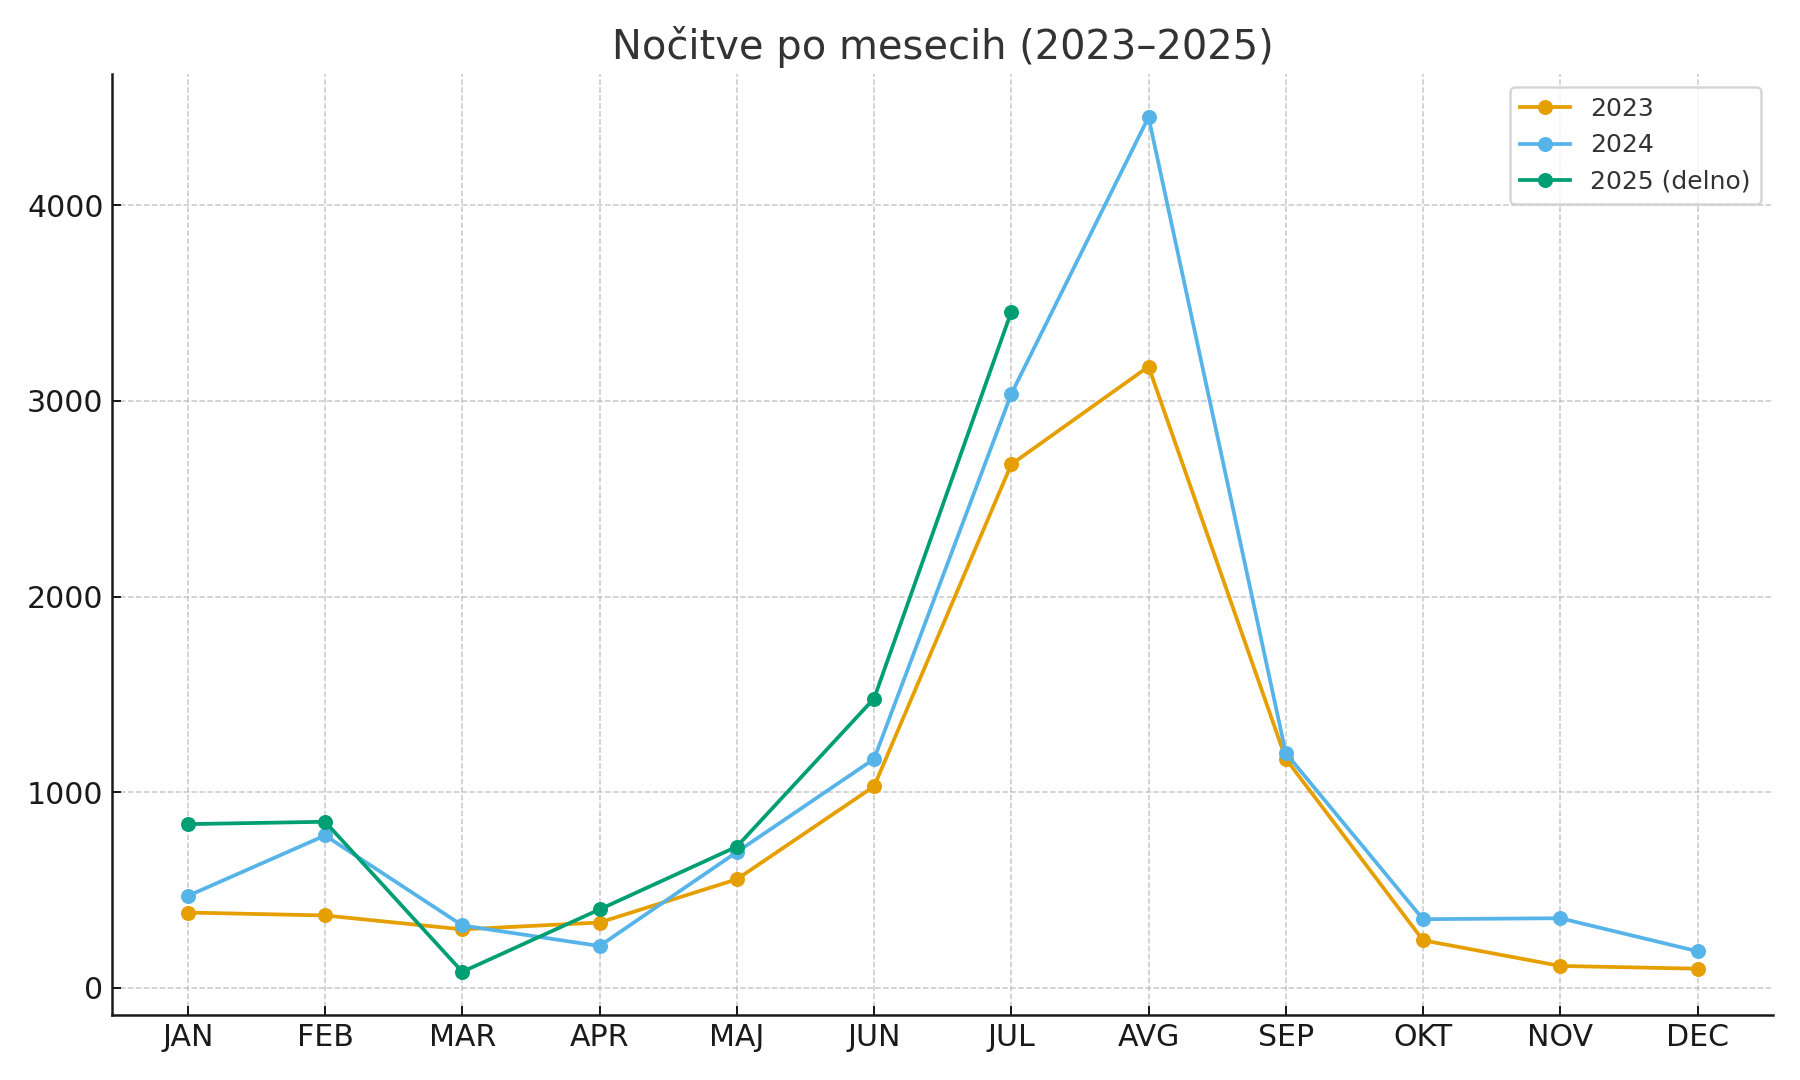 Nočitve po mesecih (2023–2025)
2023
2024
2025 (delno)
4000
3000
2000
1000
0
JAN FEB MAR APR MAJ JUN JUL AVG SEP OKT NOV DEC